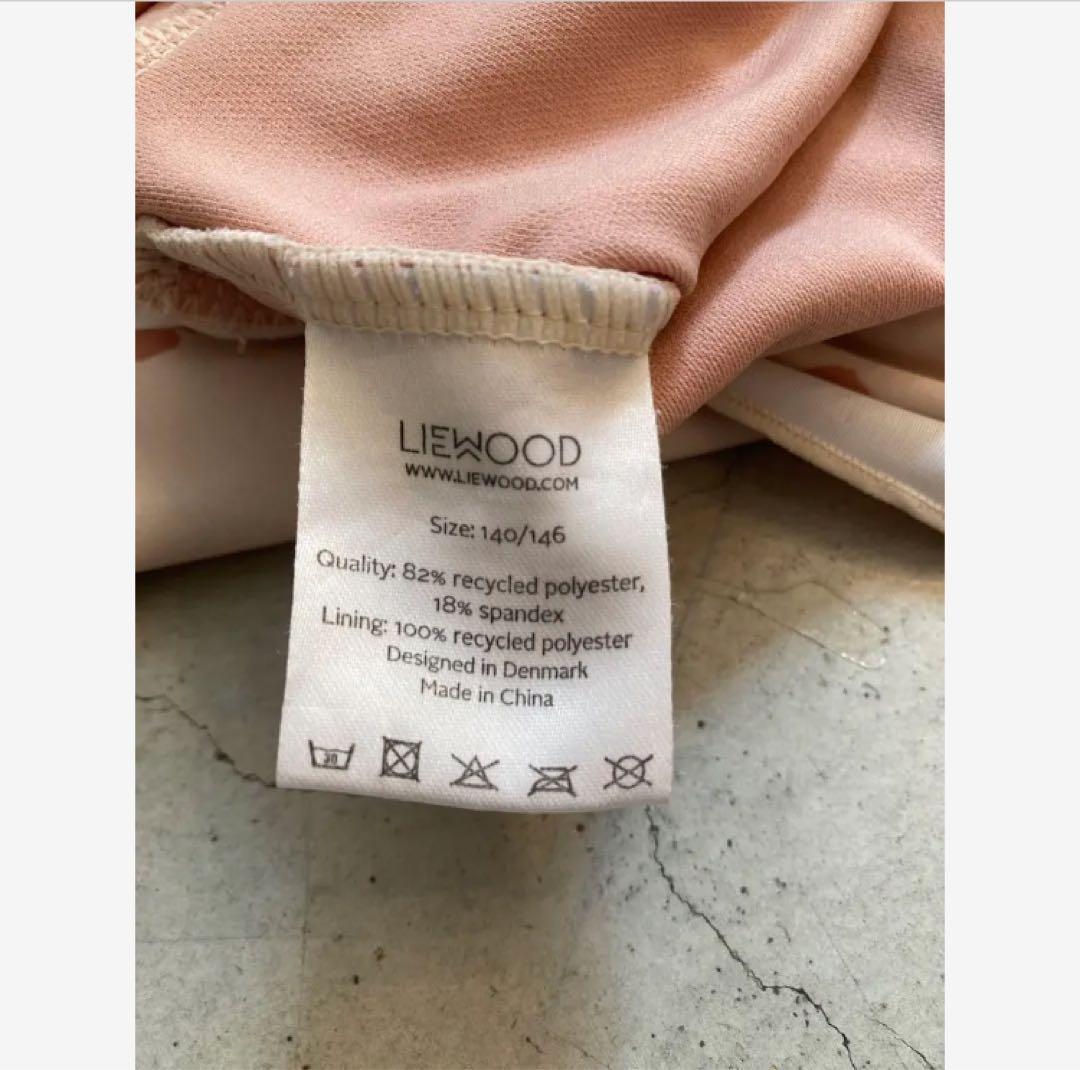 LIEWOOD
WWW.LIEWOOD.COM
Size: 140/146
Quality: 82% recycled polyester,
18% spandex
Lining: 100% recycled polyester
Designed in Denmark
Made in China
30